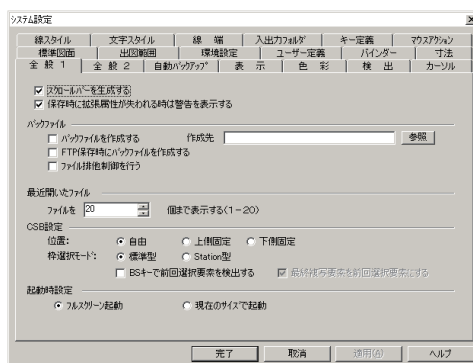 システム設定
線スタイル 文字スタイル 線 端 入出力フォルダ キー定義 マウスアクション
標準図面 出図範囲 環境設定 ユーザー定義 バインダー 寸法
全 般 1 全 般 2 自動バックアップ 表 示 色 彩 検 出 カーソル
スクロールバーを生成する
保存時に拡張属性が失われる時は警告を表示する
バックファイル
バックファイルを作成する 作成先 参照
FTP保存時にバックファイルを作成する
ファイル排他制御を行う
最近開いたファイル
ファイルを 20 個まで表示する(1-20)
CSB設定
位置: 自由 上側固定 下側固定
枠選択モード: 標準型 Station型
BSキーで前回選択要素を検出する 最終複写要素を前回選択要素にする
起動時設定
フルスクリーン起動 現在のサイズで起動
完了 取消 適用(A) ヘルプ